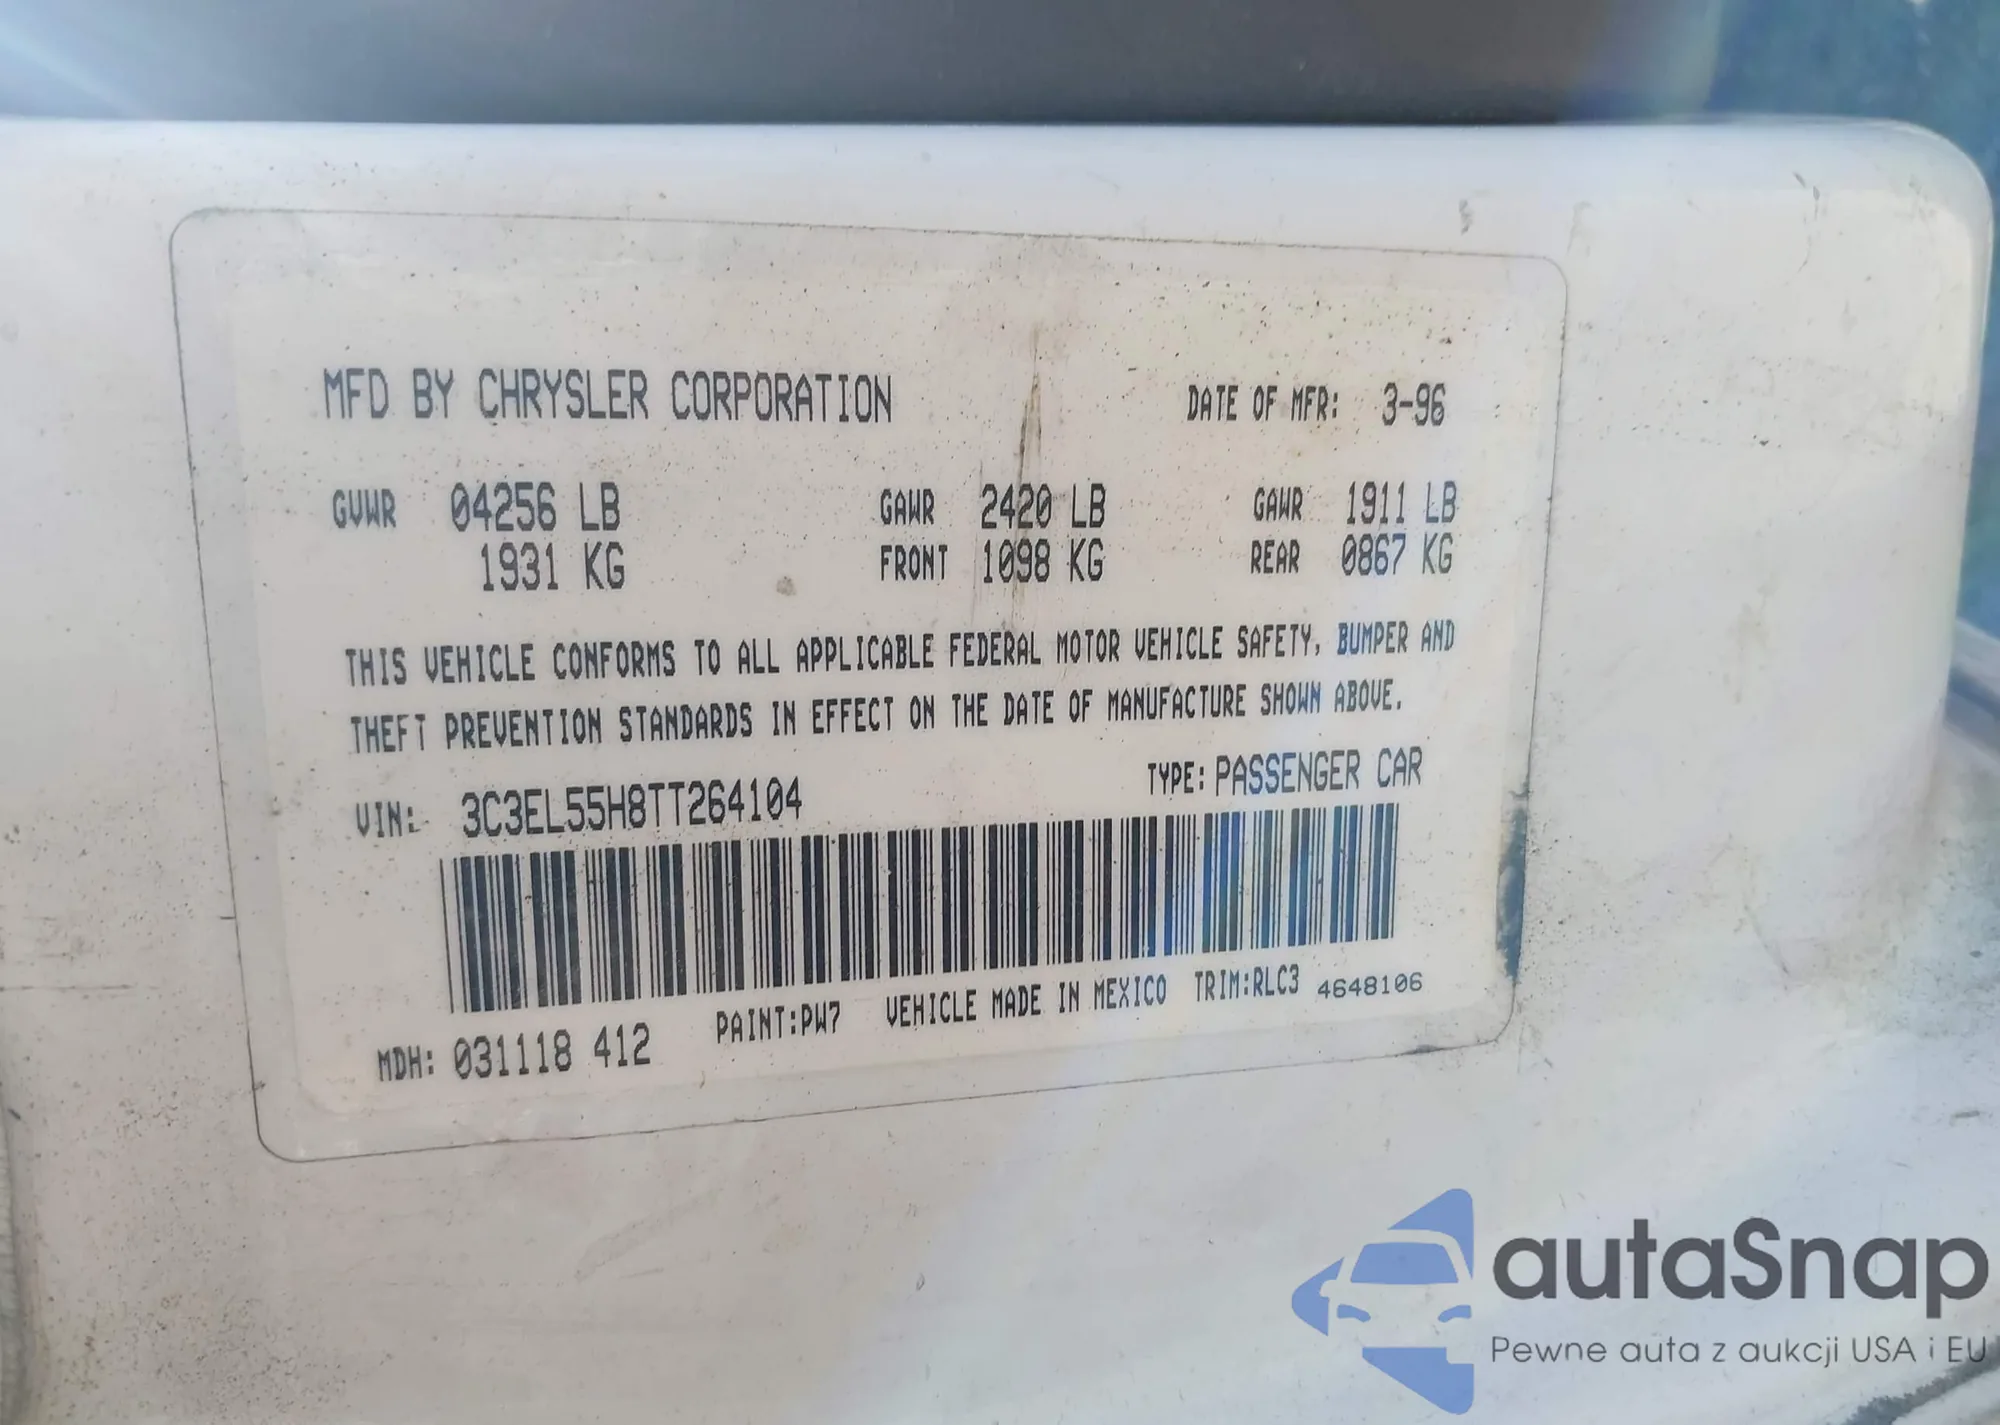 MFD BY CHRYSLER CORPORATION DATE OF MFR: 3-96
GVWR 04256 LB GAWR 2420 LB GAWR 1911 LB
1931 KG FRONT 1098 KG REAR 0867 KG
THIS VEHICLE CONFORMS TO ALL APPLICABLE FEDERAL MOTOR VEHICLE SAFETY, BUMPER AND
THEFT PREVENTION STANDARDS IN EFFECT ON THE DATE OF MANUFACTURE SHOWN ABOVE.
VIN: 3C3EL55H8TT264104 TYPE: PASSENGER CAR
MDH: 031118 412 PAINT:PW7 VEHICLE MADE IN MEXICO TRIM:RLC3 4648106
autaSnap
Pewne auta z aukcji USA i EU